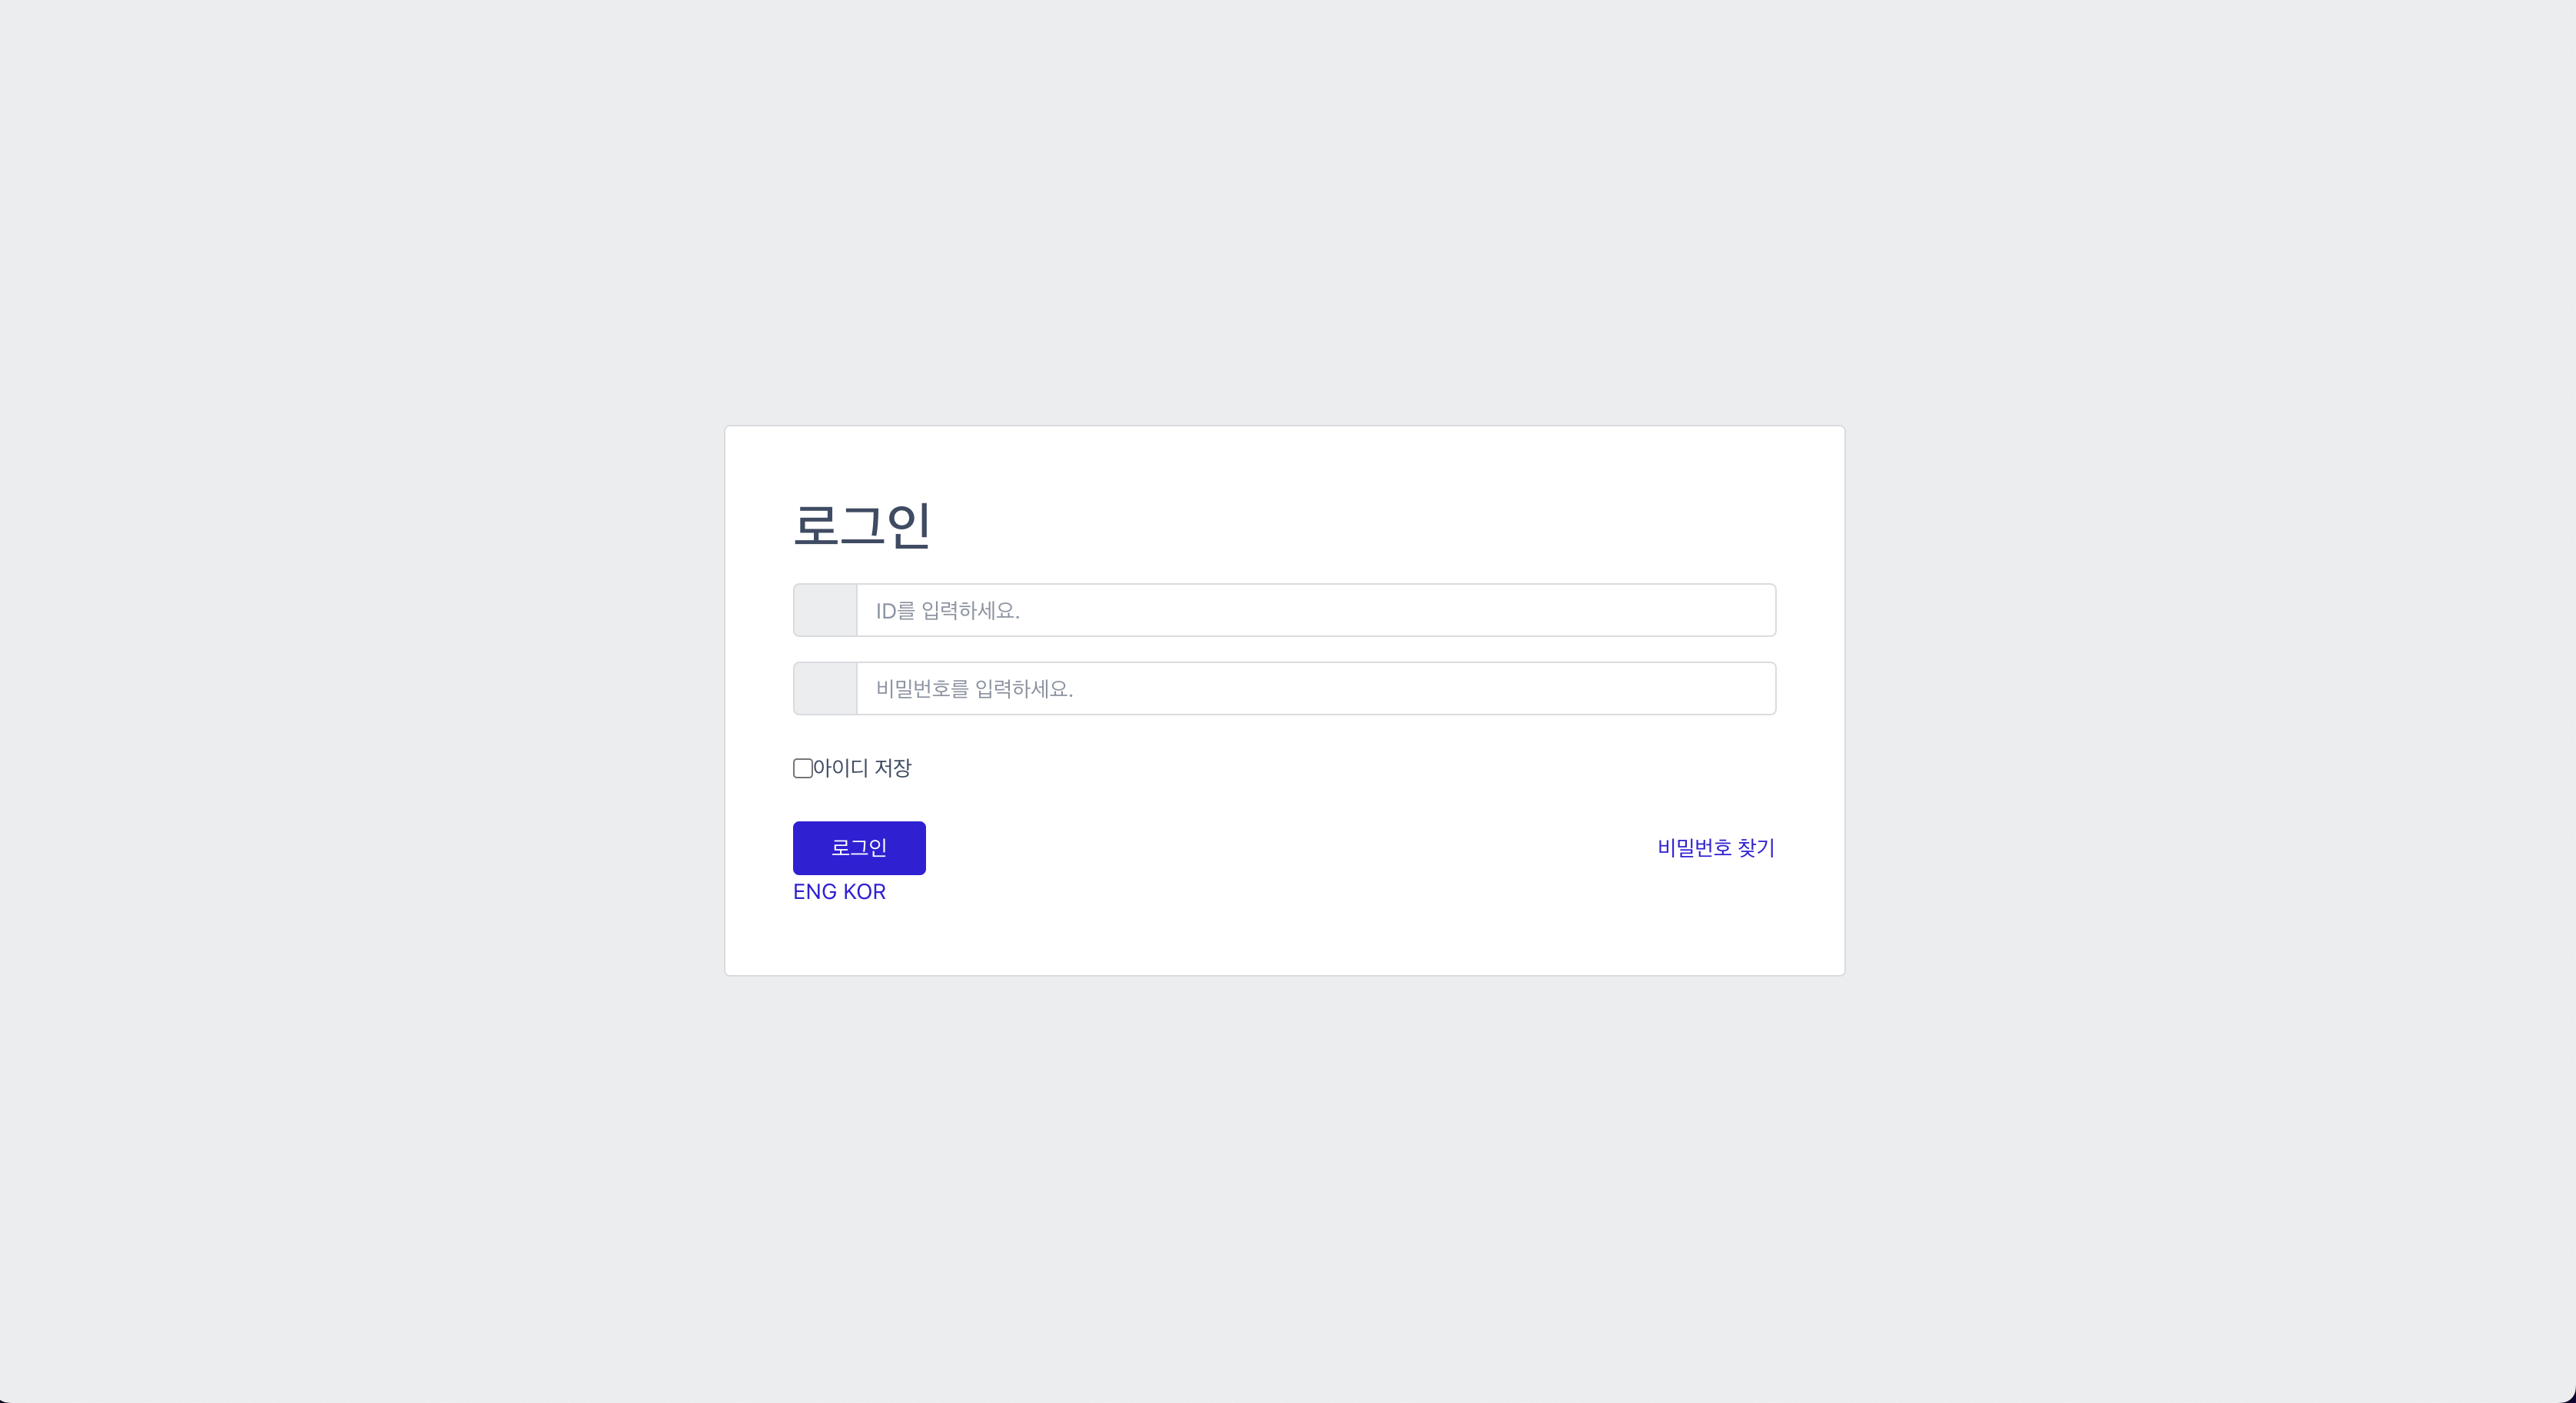 로그인
ID를 입력하세요.
비밀번호를 입력하세요.
아이디 저장
로그인 비밀번호 찾기
ENG KOR